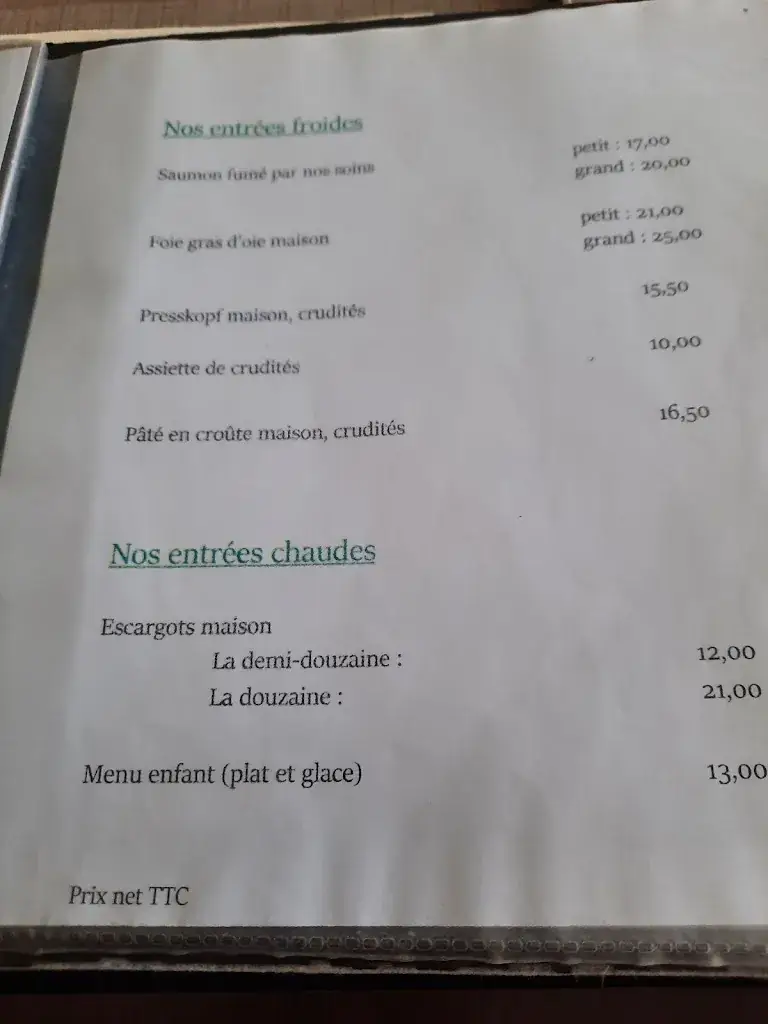 Nos entrées froides
Saumon fumé par nos soins petit : 17,00
grand : 20,00
Foie gras d'oie maison petit : 21,00
grand : 25,00
Presskopf maison, crudités 15,50
Assiette de crudités 10,00
Pâté en croûte maison, crudités 16,50
Nos entrées chaudes
Escargots maison
La demi-douzaine : 12,00
La douzaine : 21,00
Menu enfant (plat et glace) 13,00
Prix net TTC